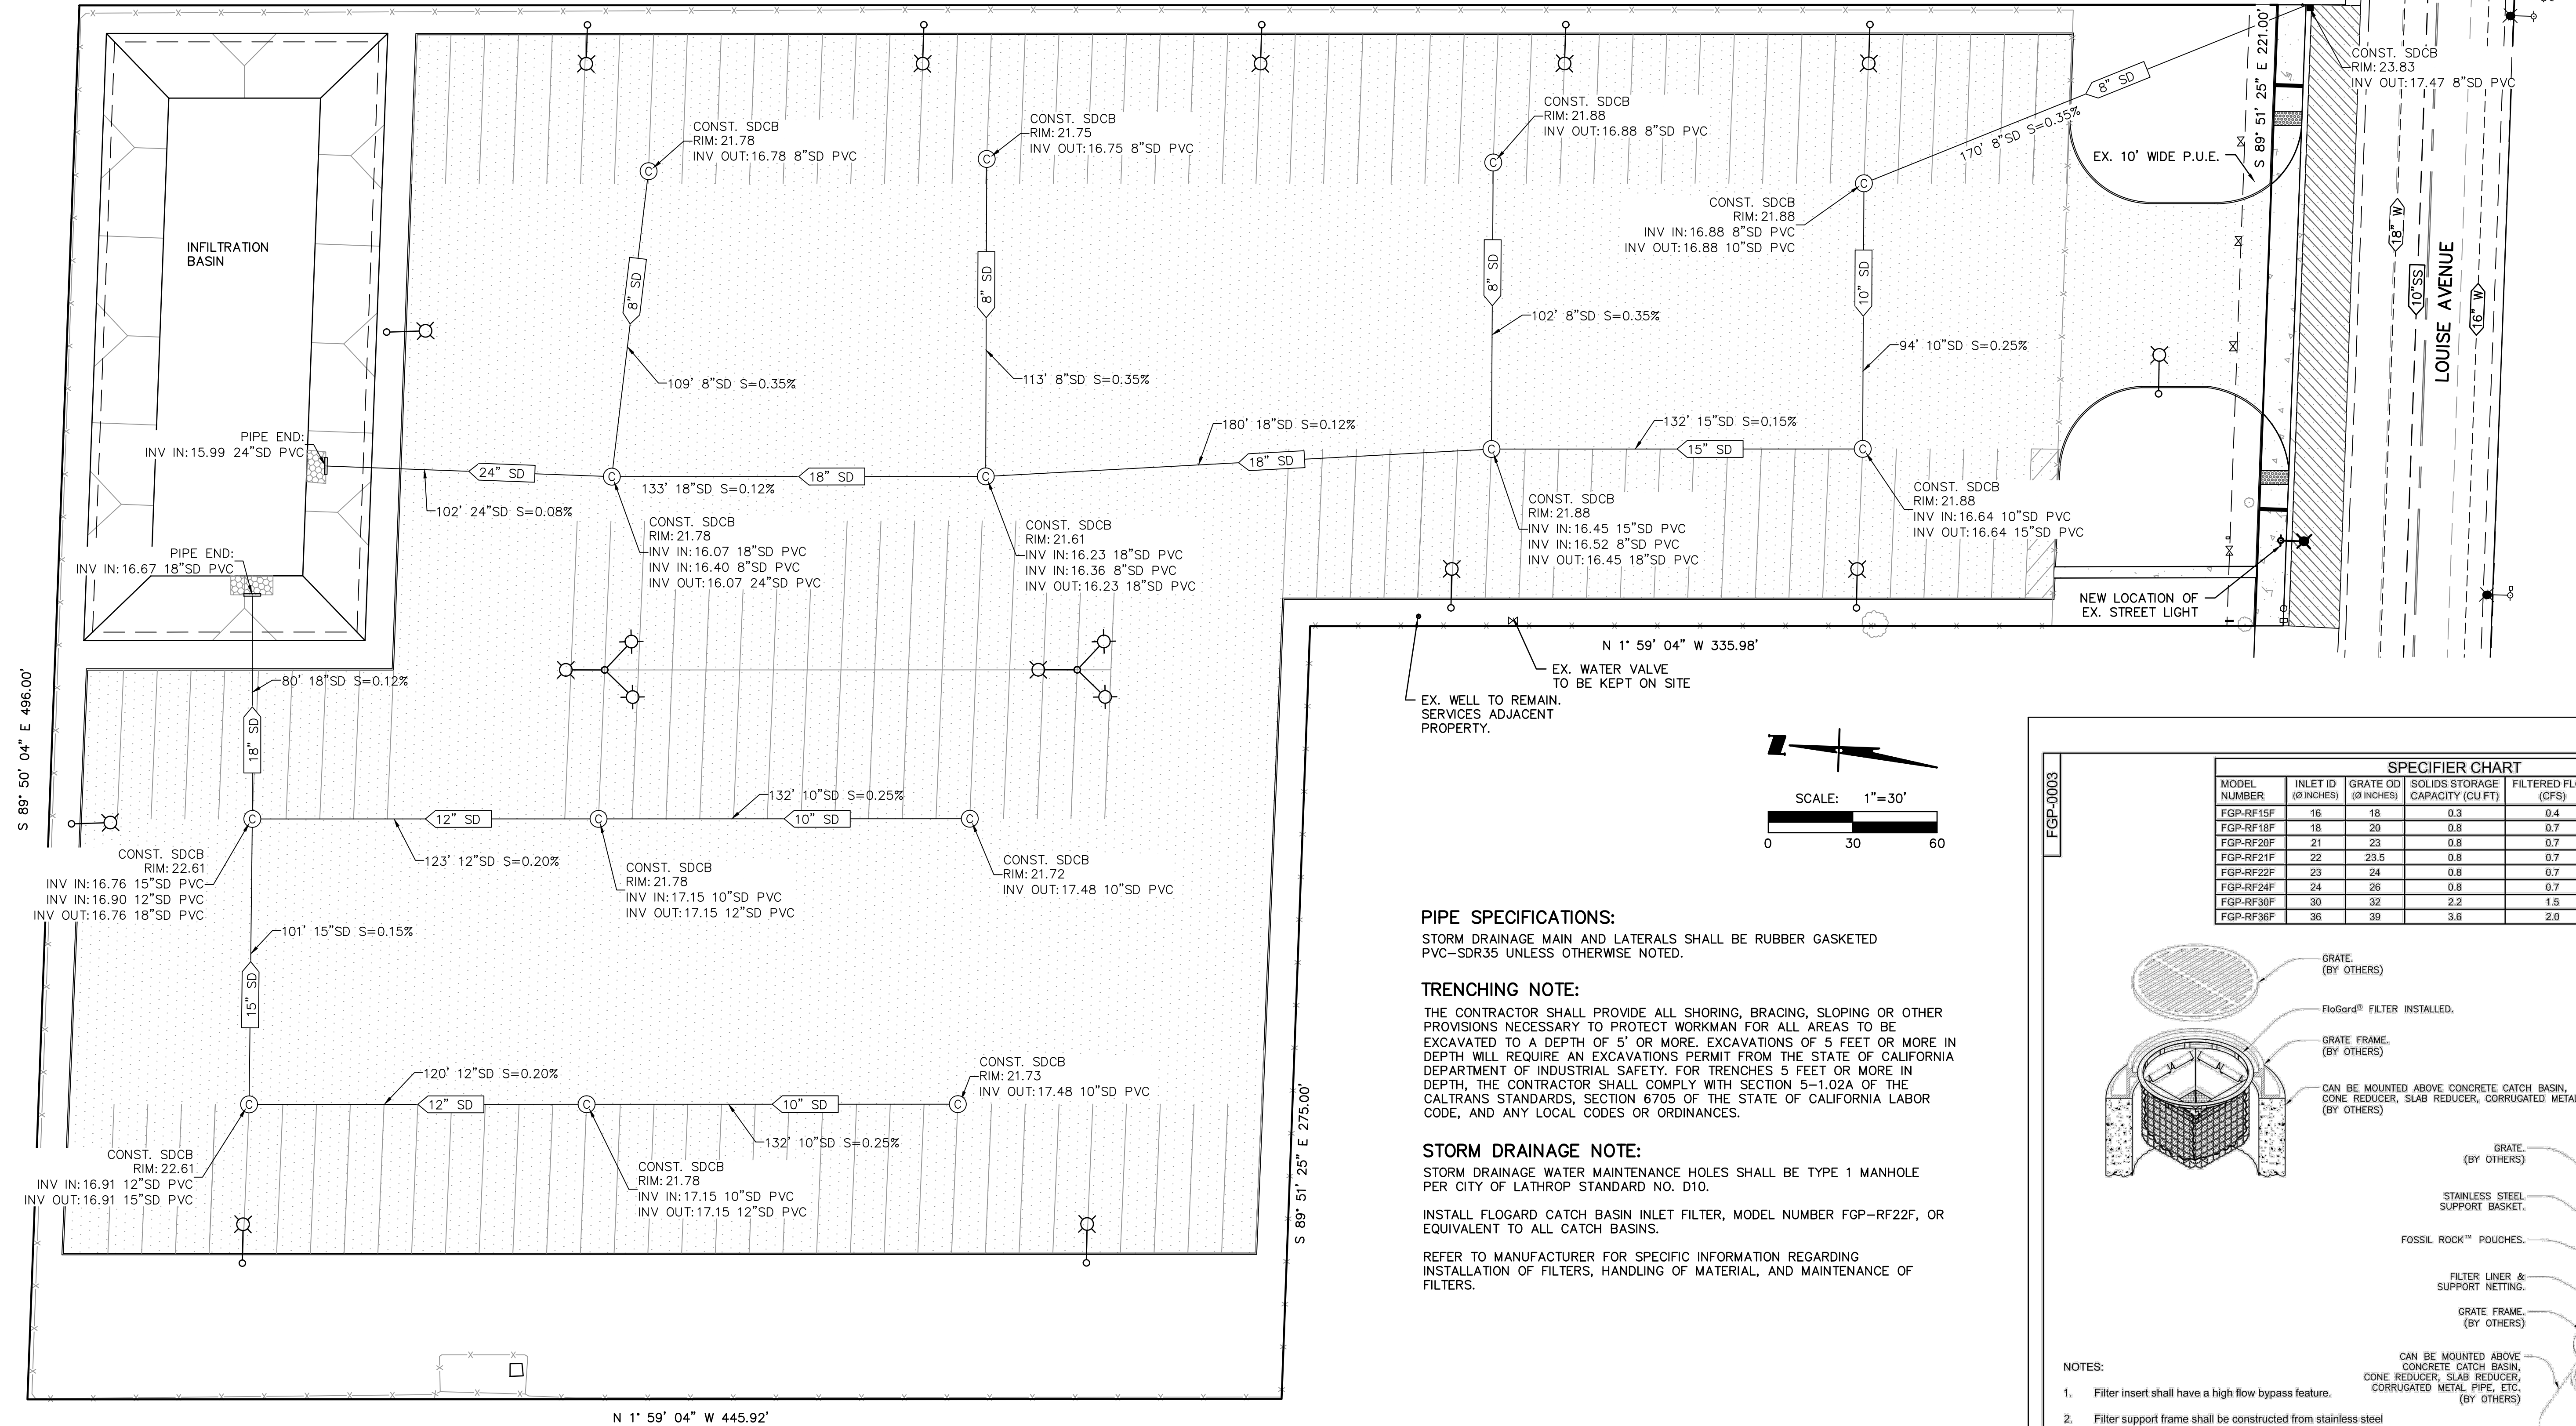 S 89° 51' 25" E 221.00'
CONST. SDCB
RIM: 23.83
INV OUT:17.47 8"SD PVC
8" SD
170' 8"SD S=0.35%
EX. 10' WIDE P.U.E.
CONST. SDCB
RIM: 21.78
INV OUT:16.78 8"SD PVC
CONST. SDCB
RIM: 21.75
INV OUT:16.75 8"SD PVC
CONST. SDCB
RIM: 21.88
INV OUT:16.88 8"SD PVC
CONST. SDCB
RIM: 21.88
INV IN:16.88 8"SD PVC
INV OUT:16.88 10"SD PVC
INFILTRATION
BASIN
8" SD
8" SD
8" SD
10" SD
18" W
10"SS
LOUISE AVENUE
16" W
109' 8"SD S=0.35%
113' 8"SD S=0.35%
102' 8"SD S=0.35%
94' 10"SD S=0.25%
PIPE END:
INV IN:15.99 24"SD PVC
24" SD
102' 24"SD S=0.08%
133' 18"SD S=0.12%
18" SD
180' 18"SD S=0.12%
18" SD
132' 15"SD S=0.15%
15" SD
PIPE END:
INV IN:16.67 18"SD PVC
CONST. SDCB
RIM: 21.78
INV IN:16.07 18"SD PVC
INV IN:16.40 8"SD PVC
INV OUT:16.07 24"SD PVC
CONST. SDCB
RIM: 21.61
INV IN:16.23 18"SD PVC
INV IN:16.36 8"SD PVC
INV OUT:16.23 18"SD PVC
CONST. SDCB
RIM: 21.88
INV IN:16.45 15"SD PVC
INV IN:16.52 8"SD PVC
INV OUT:16.45 18"SD PVC
CONST. SDCB
RIM: 21.88
INV IN:16.64 10"SD PVC
INV OUT:16.64 15"SD PVC
NEW LOCATION OF
EX. STREET LIGHT
N 1° 59' 04" W 335.98'
EX. WATER VALVE
TO BE KEPT ON SITE
EX. WELL TO REMAIN.
SERVICES ADJACENT
PROPERTY.
S 89° 50' 04" E 496.00'
80' 18"SD S=0.12%
18" SD
SCALE: 1"=30'
0 30 60
132' 10"SD S=0.25%
12" SD
10" SD
123' 12"SD S=0.20%
CONST. SDCB
RIM: 22.61
INV IN:16.76 15"SD PVC
INV IN:16.90 12"SD PVC
INV OUT:16.76 18"SD PVC
CONST. SDCB
RIM: 21.78
INV IN:17.15 10"SD PVC
INV OUT:17.15 12"SD PVC
CONST. SDCB
RIM: 21.72
INV OUT:17.48 10"SD PVC
101' 15"SD S=0.15%
15" SD
120' 12"SD S=0.20%
12" SD
10" SD
132' 10"SD S=0.25%
CONST. SDCB
RIM: 21.73
INV OUT:17.48 10"SD PVC
CONST. SDCB
RIM: 22.61
INV IN:16.91 12"SD PVC
INV OUT:16.91 15"SD PVC
CONST. SDCB
RIM: 21.78
INV IN:17.15 10"SD PVC
INV OUT:17.15 12"SD PVC
S 89° 51' 25" E 275.00'
N 1° 59' 04" W 445.92'
PIPE SPECIFICATIONS:
STORM DRAINAGE MAIN AND LATERALS SHALL BE RUBBER GASKETED
PVC-SDR35 UNLESS OTHERWISE NOTED.
TRENCHING NOTE:
THE CONTRACTOR SHALL PROVIDE ALL SHORING, BRACING, SLOPING OR OTHER
PROVISIONS NECESSARY TO PROTECT WORKMAN FOR ALL AREAS TO BE
EXCAVATED TO A DEPTH OF 5' OR MORE. EXCAVATIONS OF 5 FEET OR MORE IN
DEPTH WILL REQUIRE AN EXCAVATIONS PERMIT FROM THE STATE OF CALIFORNIA
DEPARTMENT OF INDUSTRIAL SAFETY. FOR TRENCHES 5 FEET OR MORE IN
DEPTH, THE CONTRACTOR SHALL COMPLY WITH SECTION 5-1.02A OF THE
CALTRANS STANDARDS, SECTION 6705 OF THE STATE OF CALIFORNIA LABOR
CODE, AND ANY LOCAL CODES OR ORDINANCES.
STORM DRAINAGE NOTE:
STORM DRAINAGE WATER MAINTENANCE HOLES SHALL BE TYPE 1 MANHOLE
PER CITY OF LATHROP STANDARD NO. D10.
INSTALL FLOGARD CATCH BASIN INLET FILTER, MODEL NUMBER FGP-RF22F, OR
EQUIVALENT TO ALL CATCH BASINS.
REFER TO MANUFACTURER FOR SPECIFIC INFORMATION REGARDING
INSTALLATION OF FILTERS, HANDLING OF MATERIAL, AND MAINTENANCE OF
FILTERS.
FGP-0003
SPECIFIER CHART
MODEL NUMBER INLET ID (Ø INCHES) GRATE OD (Ø INCHES) SOLIDS STORAGE CAPACITY (CU FT) FILTERED FL (CFS)
FGP-RF15F 16 18 0.3 0.4
FGP-RF18F 18 20 0.8 0.7
FGP-RF20F 21 23 0.8 0.7
FGP-RF21F 22 23.5 0.8 0.7
FGP-RF22F 23 24 0.8 0.7
FGP-RF24F 24 26 0.8 0.7
FGP-RF30F 30 32 2.2 1.5
FGP-RF36F 36 39 3.6 2.0
GRATE.
(BY OTHERS)
FloGard® FILTER INSTALLED.
GRATE FRAME.
(BY OTHERS)
CAN BE MOUNTED ABOVE CONCRETE CATCH BASIN,
CONE REDUCER, SLAB REDUCER, CORRUGATED METAL
(BY OTHERS)
GRATE.
(BY OTHERS)
STAINLESS STEEL
SUPPORT BASKET.
FOSSIL ROCK™ POUCHES.
FILTER LINER &
SUPPORT NETTING.
GRATE FRAME.
(BY OTHERS)
CAN BE MOUNTED ABOVE
CONCRETE CATCH BASIN,
CONE REDUCER, SLAB REDUCER,
CORRUGATED METAL PIPE, ETC.
(BY OTHERS)
NOTES:
1. Filter insert shall have a high flow bypass feature.
2. Filter support frame shall be constructed from stainless steel